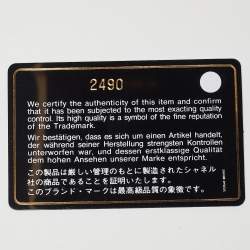 2490
We certify the authenticity of this item and confirm
that it has been subjected to the most exacting quality
control. Its high quality is a symbol of the fine reputation
of the Trademark.
Wir bestätigen, dass es sich um einen Artikel handelt,
der während seiner Herstellung strengsten Kontrollen
unterworfen war, und dessen erstklassige Qualität
dem hohen Ansehen unserer Marke entspricht.
この製品は厳しい管理のもとに製造されたシャネル
社の商品であることを証明いたします。
このブランド・マークは最高級品質の象徴です。